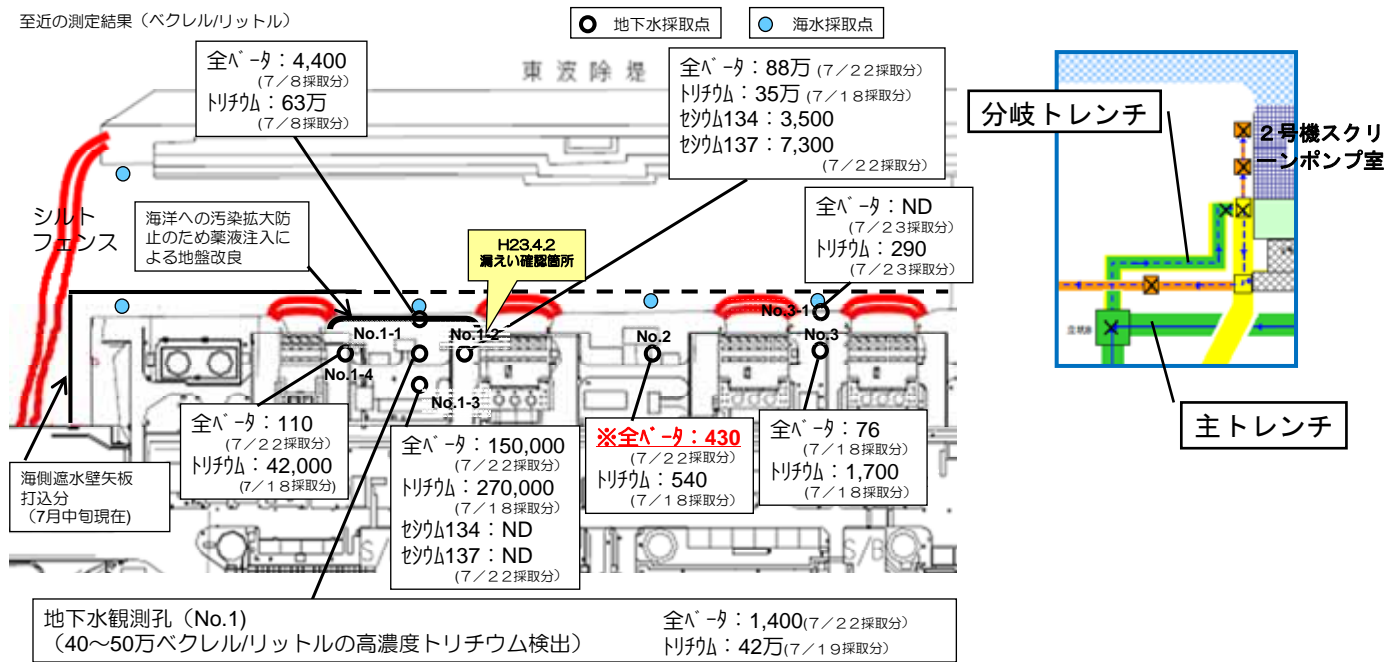 至近の測定結果（ベクレル/リットル）
地下水採取点
海水採取点
全ﾍﾞｰﾀ：4,400
(7／8採取分)
ﾄﾘﾁｳﾑ：63万
(7／8採取分)
東波除堤
全ﾍﾞｰﾀ：88万 (7／22採取分)
ﾄﾘﾁｳﾑ：35万 (7／18採取分)
ｾｼｳﾑ134：3,500
ｾｼｳﾑ137：7,300
(7／22採取分)
分岐トレンチ
2号機スクリ
ーンポンプ室
シルト
フェンス
海洋への汚染拡大防
止のため薬液注入に
よる地盤改良
H23.4.2
漏えい確認箇所
全ﾍﾞｰﾀ：ND
(7／23採取分)
ﾄﾘﾁｳﾑ：290
(7／23採取分)
No.1-1
No.1-2
No.1-4
No.1-3
No.2
No.3-1
No.3
立坑B
主トレンチ
海側遮水壁矢板
打込分
（7月中旬現在)
全ﾍﾞｰﾀ：110
(7／22採取分)
ﾄﾘﾁｳﾑ：42,000
(7／18採取分)
全ﾍﾞｰﾀ：150,000
(7／22採取分)
ﾄﾘﾁｳﾑ：270,000
(7／18採取分)
ｾｼｳﾑ134：ND
ｾｼｳﾑ137：ND
(7／22採取分)
※全ﾍﾞｰﾀ：430
(7／22採取分)
ﾄﾘﾁｳﾑ：540
(7／18採取分)
全ﾍﾞｰﾀ：76
(7／18採取分)
ﾄﾘﾁｳﾑ：1,700
(7／18採取分)
S/B
地下水観測孔（No.1)
（40～50万ベクレル/リットルの高濃度トリチウム検出）
全ﾍﾞｰﾀ：1,400(7／22採取分)
ﾄﾘﾁｳﾑ：42万(7／19採取分)